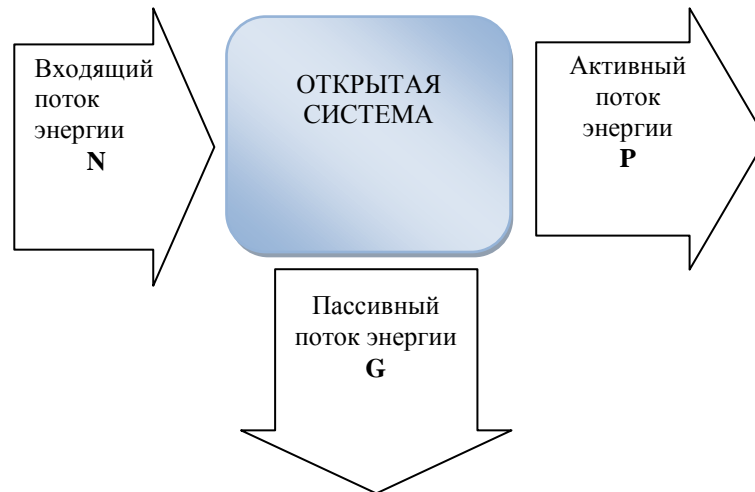 Входящий
поток
энергии
N
ОТКРЫТАЯ
СИСТЕМА
Активный
поток
энергии
P
Пассивный
поток энергии
G